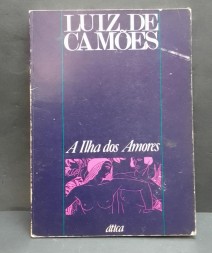 LUIZ DE
CAMÕES
A Ilha dos Amores
ática